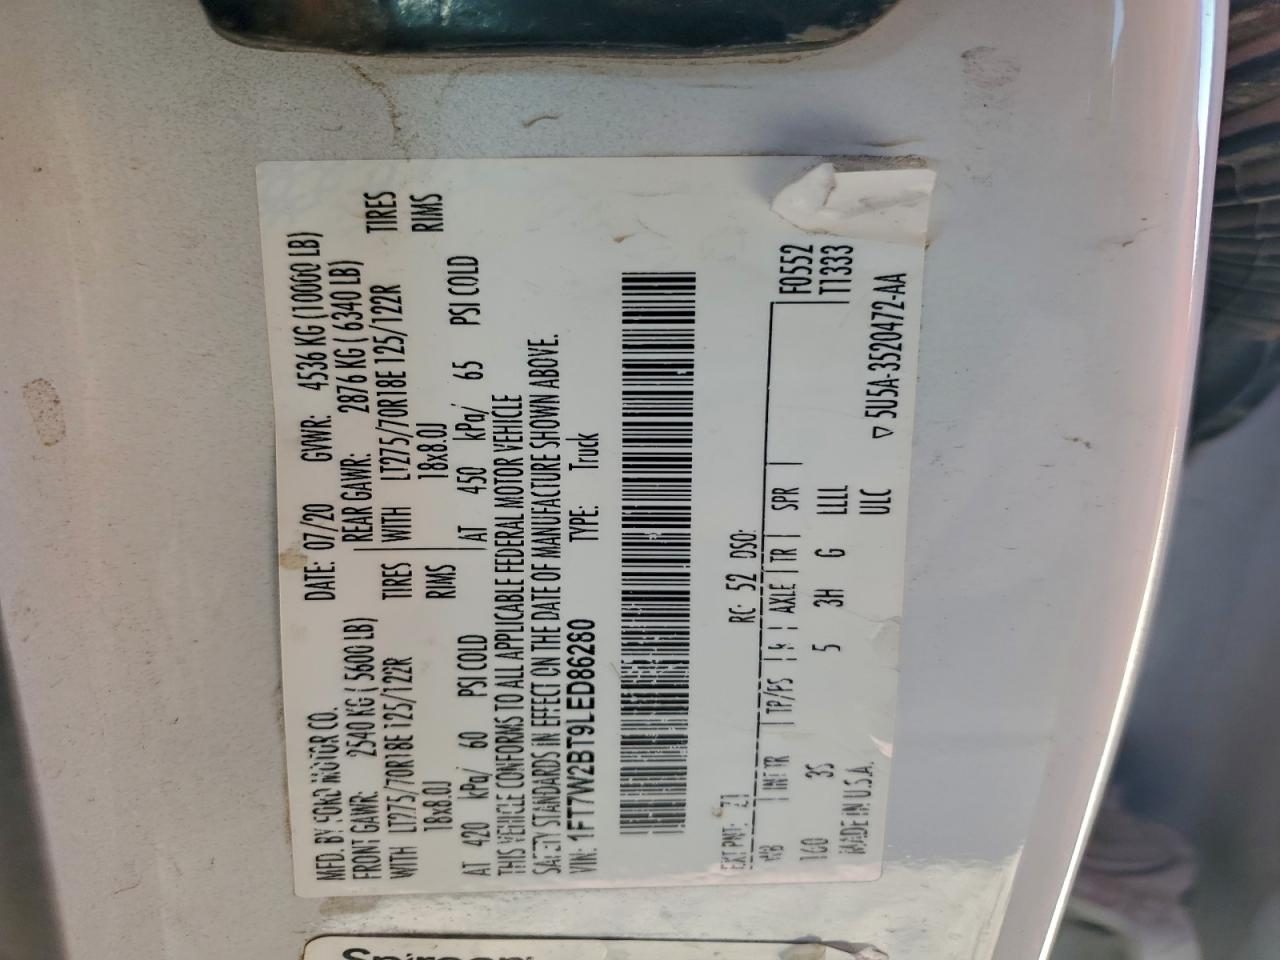 MFD. BY FORD MOTOR CO.
DATE: 07/20 GVWR: 4536 KG (10000 LB)
FRONT GAWR: 2540 KG ( 5600 LB)
REAR GAWR: 2876 KG ( 6340 LB)
WITH LT275/70R18E 125/122R TIRES
WITH LT275/70R18E 125/122R TIRES
18x8.0J RIMS
18x8.0J RIMS
AT 420 kPa/ 60 PSI COLD
AT 450 kPa/ 65 PSI COLD
THIS VEHICLE CONFORMS TO ALL APPLICABLE FEDERAL MOTOR VEHICLE
SAFETY STANDARDS IN EFFECT ON THE DATE OF MANUFACTURE SHOWN ABOVE.
VIN: 1FT7W2BT9LED86280 TYPE: Truck
EXT PNT: Z1 RC: 52 DSO: F0552
WB INT TR TP/PS R AXLE TR SPR T1333
160 3S 5 3H G LLLL
ULC
MADE IN U.S.A. ▽ 5U5A-3520472-AA